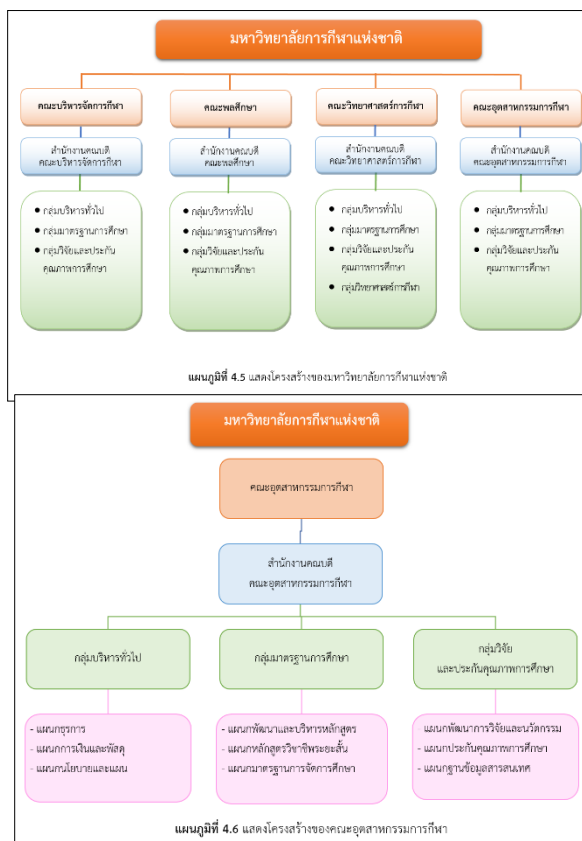 มหาวิทยาลัยการกีฬาแห่งชาติ
คณะบริหารจัดการกีฬา
คณะพลศึกษา
คณะวิทยาศาสตร์การกีฬา
คณะอุตสาหกรรมการกีฬา
สำนักงานคณบดี
คณะบริหารจัดการกีฬา
สำนักงานคณบดี
คณะพลศึกษา
สำนักงานคณบดี
คณะวิทยาศาสตร์การกีฬา
สำนักงานคณบดี
คณะอุตสาหกรรมการกีฬา
● กลุ่มบริหารทั่วไป
● กลุ่มมาตรฐานการศึกษา
● กลุ่มวิจัยและประกัน
คุณภาพการศึกษา
● กลุ่มบริหารทั่วไป
● กลุ่มมาตรฐานการศึกษา
● กลุ่มวิจัยและประกัน
คุณภาพการศึกษา
● กลุ่มบริหารทั่วไป
● กลุ่มมาตรฐานการศึกษา
● กลุ่มวิจัยและประกัน
คุณภาพการศึกษา
● กลุ่มวิทยาศาสตร์การกีฬา
● กลุ่มบริหารทั่วไป
● กลุ่มมาตรฐานการศึกษา
● กลุ่มวิจัยและประกัน
คุณภาพการศึกษา
แผนภูมิที่ 4.5 แสดงโครงสร้างของมหาวิทยาลัยการกีฬาแห่งชาติ
มหาวิทยาลัยการกีฬาแห่งชาติ
คณะอุตสาหกรรมการกีฬา
สำนักงานคณบดี
คณะอุตสาหกรรมการกีฬา
กลุ่มบริหารทั่วไป
กลุ่มมาตรฐานการศึกษา
กลุ่มวิจัย
และประกันคุณภาพการศึกษา
- แผนกธุรการ
- แผนกการเงินและพัสดุ
- แผนกนโยบายและแผน
- แผนกพัฒนาและบริหารหลักสูตร
- แผนกหลักสูตรวิชาชีพระยะสั้น
- แผนกมาตรฐานการจัดการศึกษา
แผนกพัฒนาการวิจัยและนวัตกรรม
- แผนกประกันคุณภาพการศึกษา
- แผนกฐานข้อมูลสารสนเทศ
แผนภูมิที่ 4.6 แสดงโครงสร้างของคณะอุตสาหกรรมการกีฬา